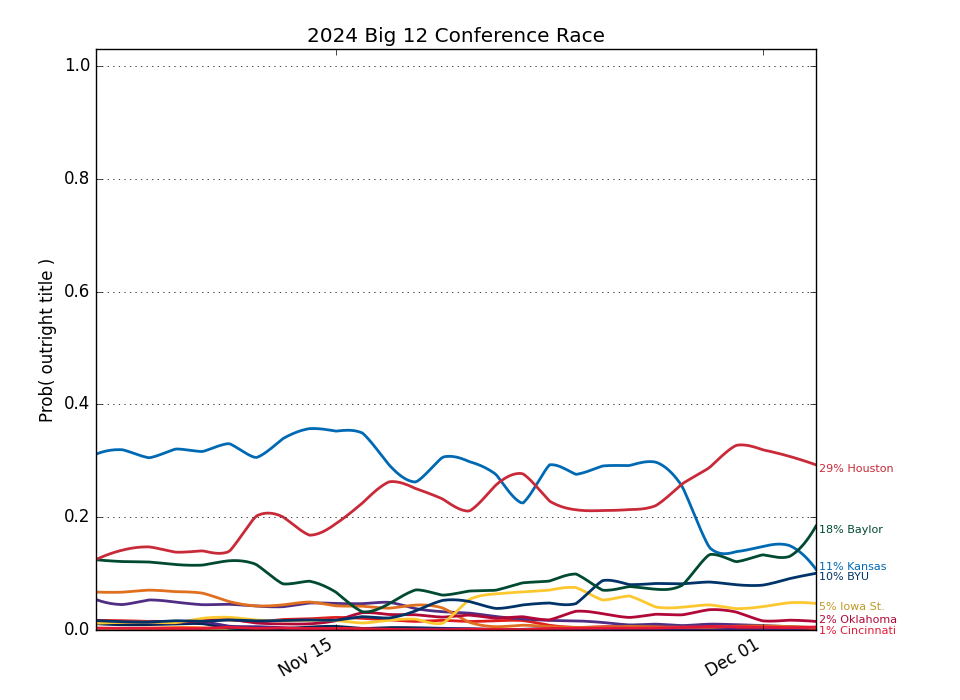 2024 Big 12 Conference Race
Prob( outright title )
1.0
0.8
0.6
0.4
0.2
0.0
Nov 15
Dec 01
29% Houston
18% Baylor
11% Kansas
10% BYU
5% Iowa St.
2% Oklahoma
1% Cincinnati